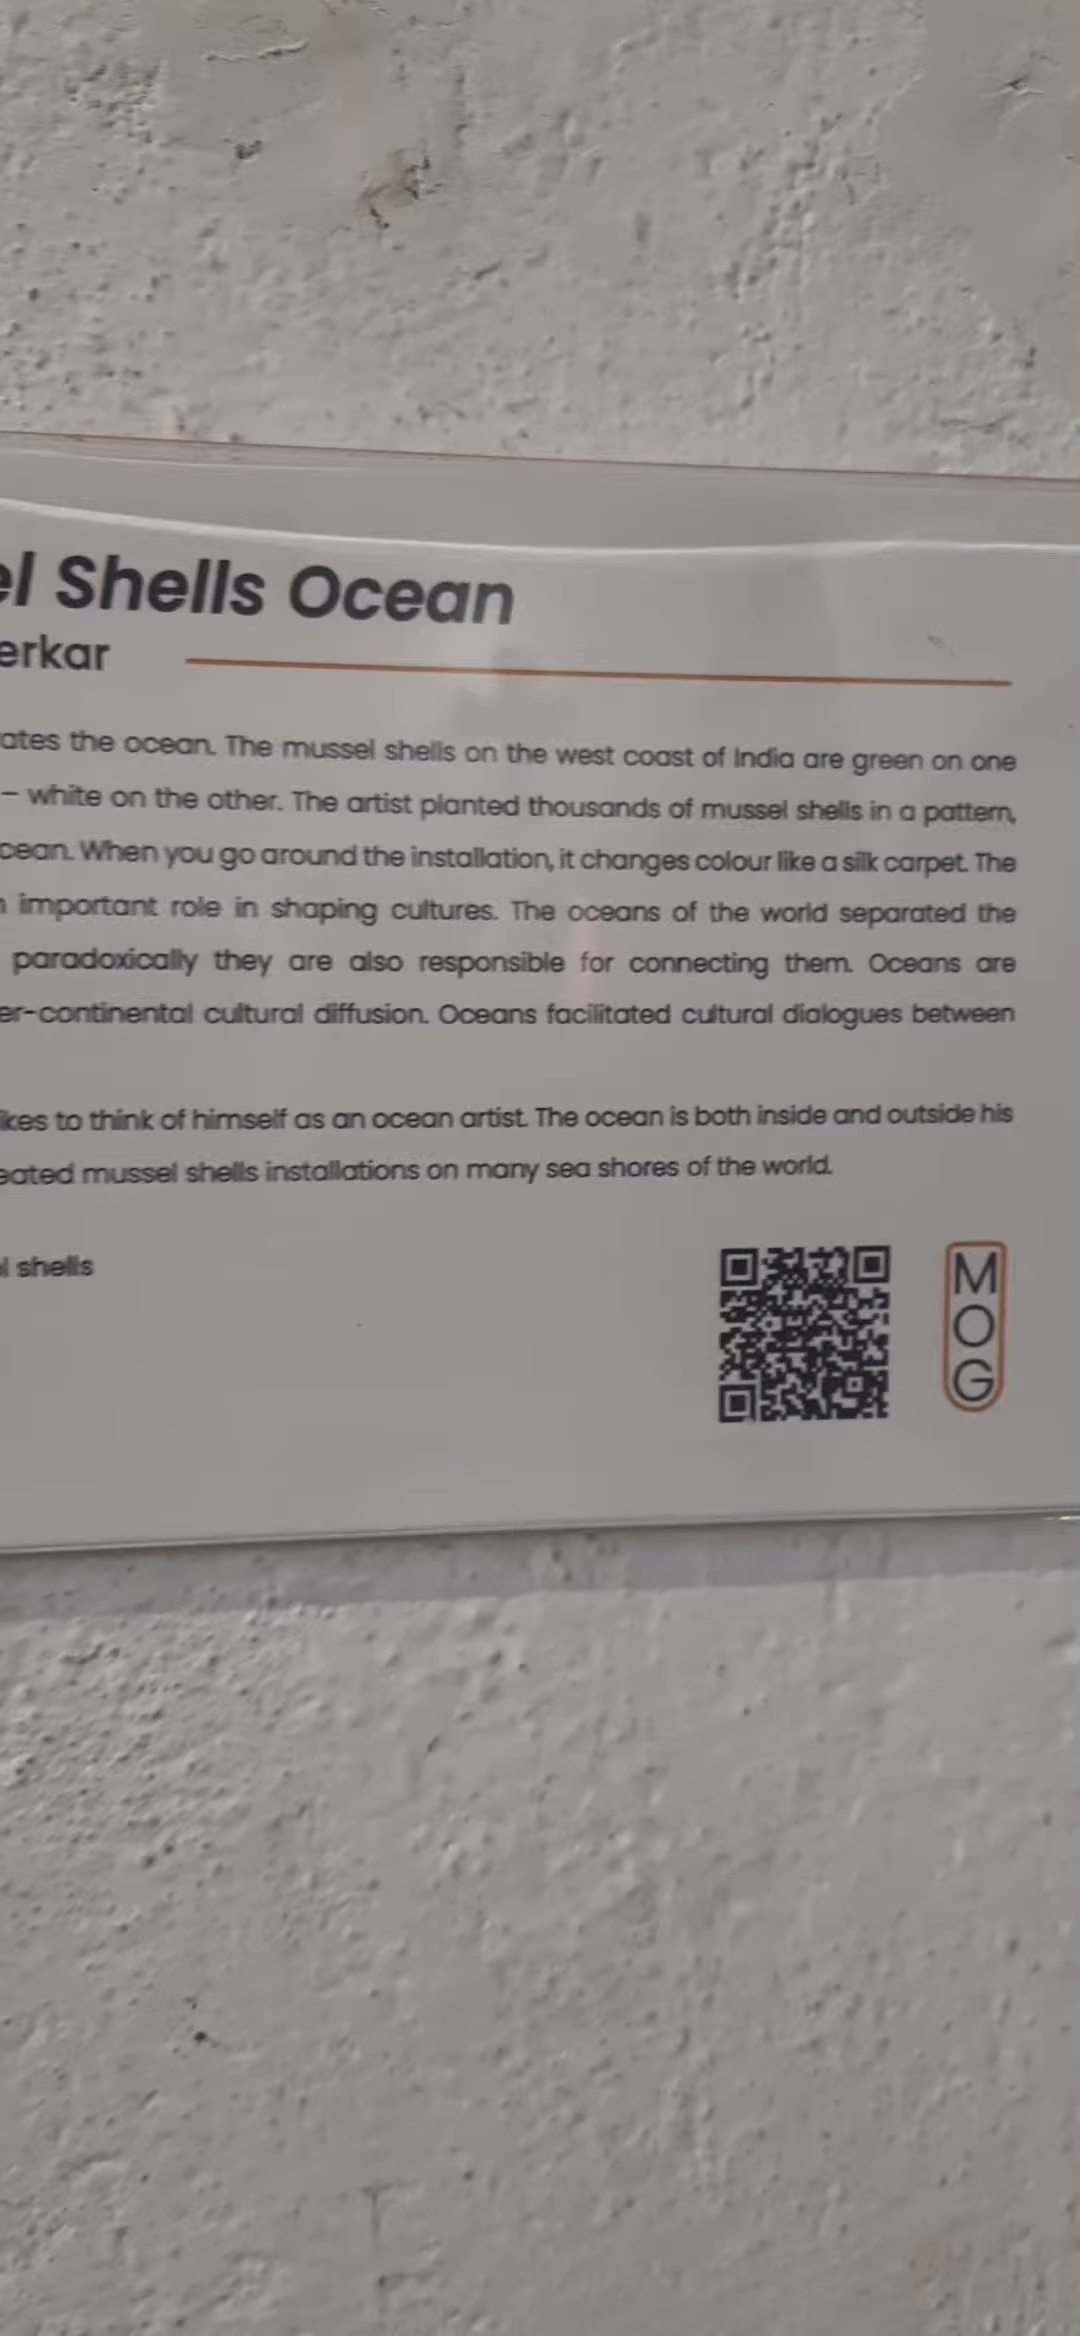 el Shells Ocean
erkar
ates the ocean. The mussel shells on the west coast of India are green on one
– white on the other. The artist planted thousands of mussel shells in a pattern,
cean. When you go around the installation, it changes colour like a silk carpet. The
important role in shaping cultures. The oceans of the world separated the
paradoxically they are also responsible for connecting them. Oceans are
er-continental cultural diffusion. Oceans facilitated cultural dialogues between
ikes to think of himself as an ocean artist. The ocean is both inside and outside his
eated mussel shells installations on many sea shores of the world.
l shells
MOG